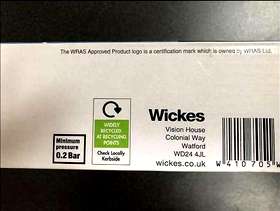 The WRAS Approved Product logo is a certification mark which is owned by WRAS Ltd.
WIDELY
RECYCLED
AT RECYCLING
POINTS
Check Locally
Kerbside
Minimum
pressure
0.2 Bar
Wickes
Vision House
Colonial Way
Watford
WD24 4JL
wickes.co.uk
W 410705 W